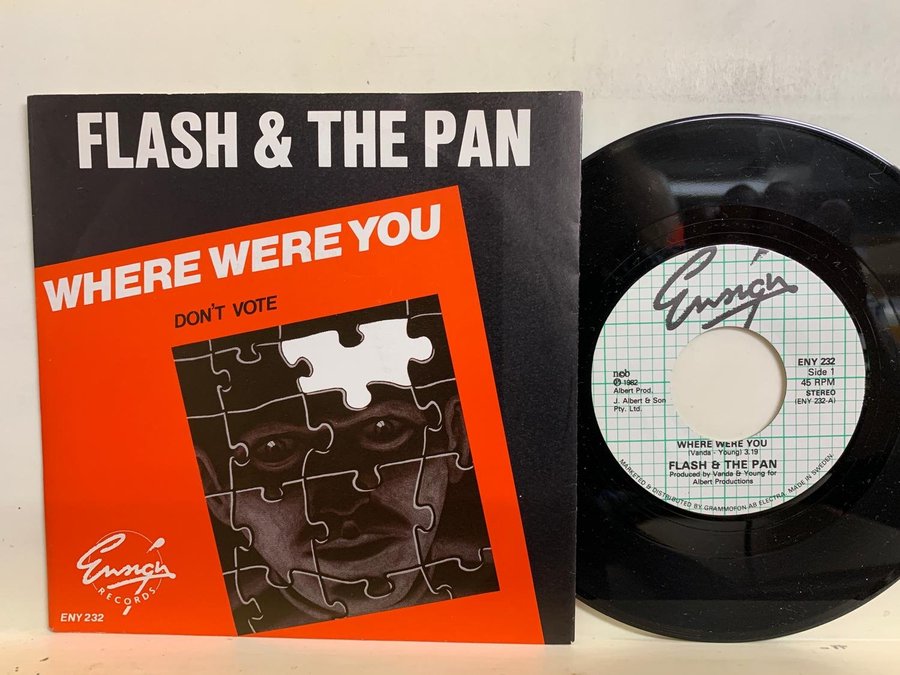 FLASH & THE PAN
WHERE WERE YOU
DON'T VOTE
Ensign
RECORDS
ENY 232
Ensign
ncb
℗ 1982
Albert Prod.
J. Albert & Son
Pty. Ltd.
ENY 232
Side 1
45 RPM
STEREO
(ENY 232-A)
WHERE WERE YOU
(Vanda - Young) 3.19
FLASH & THE PAN
Produced by Vanda & Young for
Albert Productions
MARKETED & DISTRIBUTED BY GRAMMOFON AB ELECTRA. MADE IN SWEDEN.